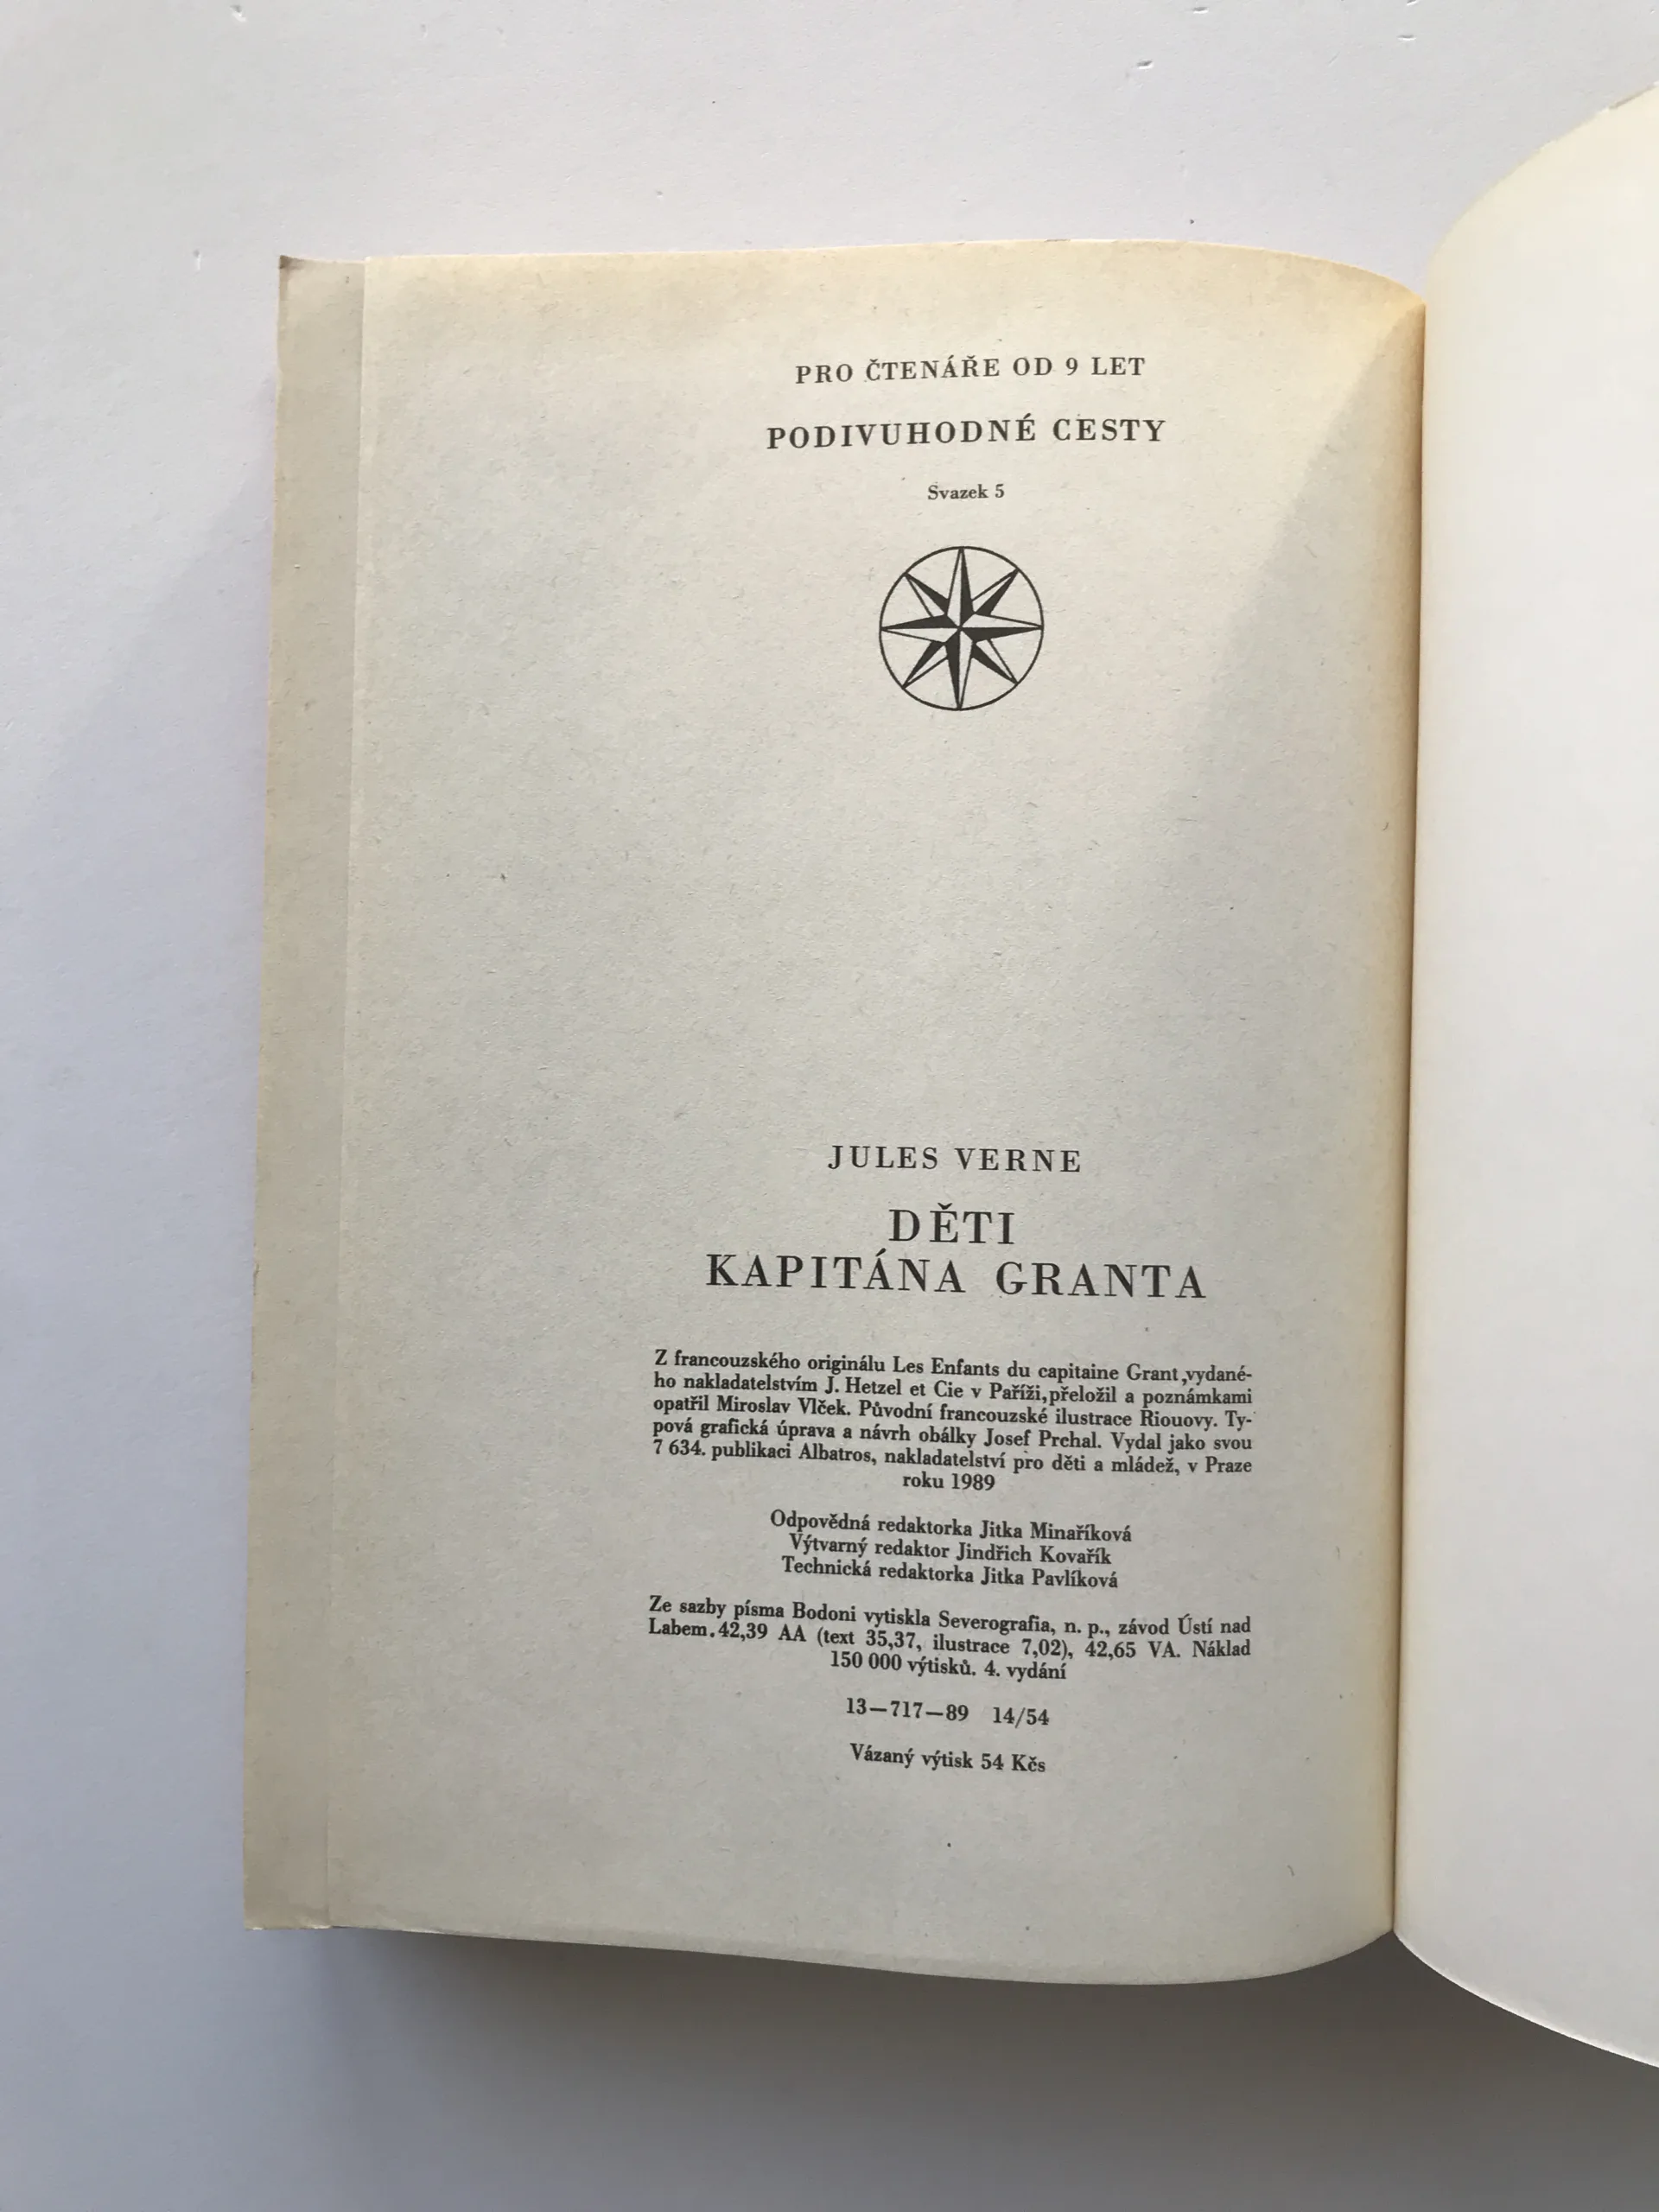 PRO ČTENÁŘE OD 9 LET
PODIVUHODNÉ CESTY
Svazek 5
JULES VERNE
DĚTI
KAPITÁNA GRANTA
Z francouzského originálu Les Enfants du capitaine Grant,vydané-
ho nakladatelstvím J. Hetzel et Cie v Paříži,přeložil a poznámkami
opatřil Miroslav Vlček. Původní francouzské ilustrace Riouovy. Ty-
pová grafická úprava a návrh obálky Josef Prchal. Vydal jako svou
7 634. publikaci Albatros, nakladatelství pro děti a mládež, v Praze
roku 1989
Odpovědná redaktorka Jitka Minaříková
Výtvarný redaktor Jindřich Kovařík
Technická redaktorka Jitka Pavlíková
Ze sazby písma Bodoni vytiskla Severografia, n. p., závod Ústí nad
Labem.42,39 AA (text 35,37, ilustrace 7,02), 42,65 VA. Náklad
150 000 výtisků. 4. vydání
13—717—89 14/54
Vázaný výtisk 54 Kčs